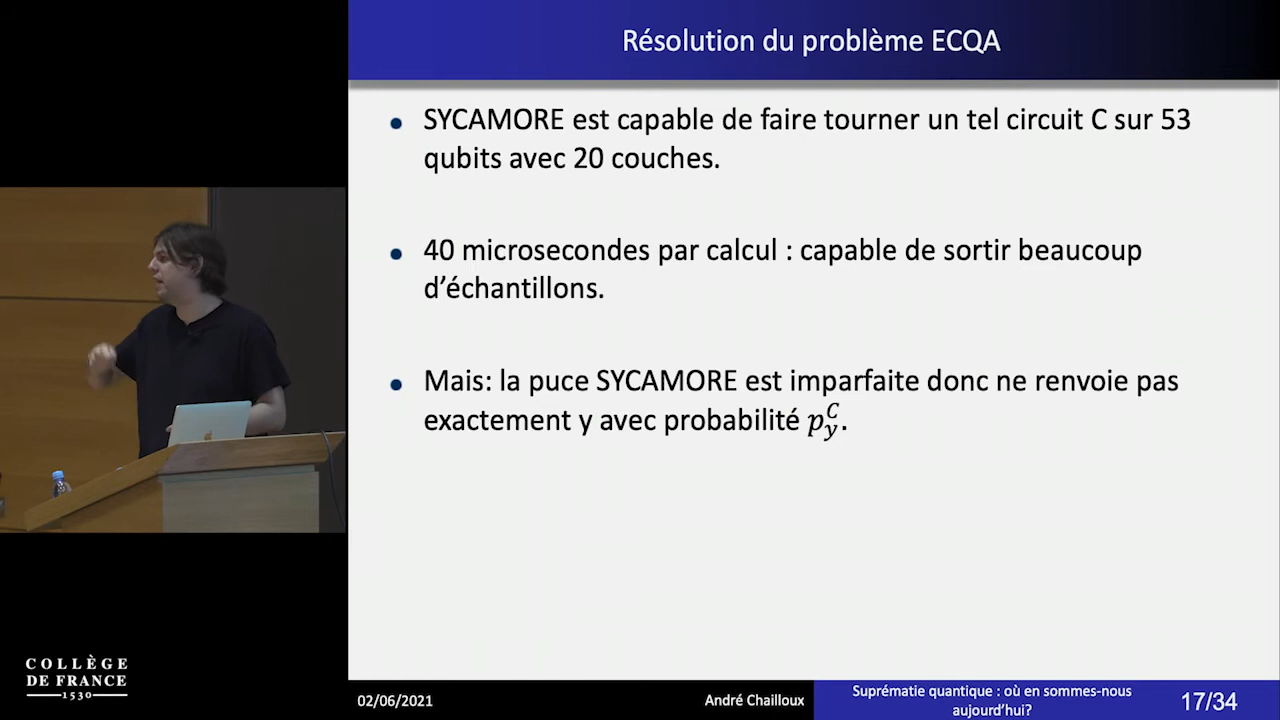 Résolution du problème ECQA
SYCAMORE est capable de faire tourner un tel circuit C sur 53
qubits avec 20 couches.
40 microsecondes par calcul : capable de sortir beaucoup
d’échantillons.
Mais: la puce SYCAMORE est imparfaite donc ne renvoie pas
exactement y avec probabilité $p_y^C$.
COLLÈGE
DE FRANCE
1530
02/06/2021
André Chailloux
Suprématie quantique : où en sommes-nous
aujourd’hui?
17/34